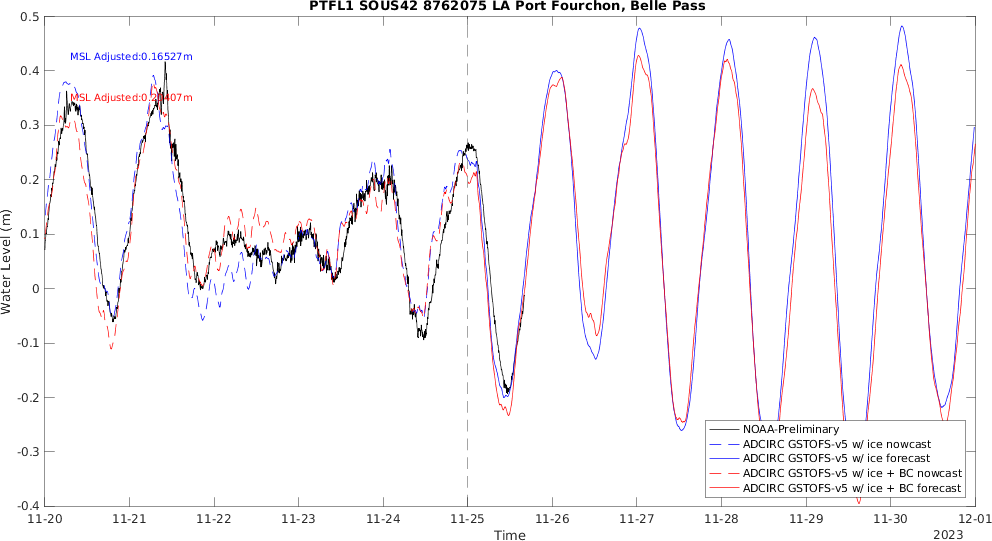 PTFL1 SOUS42 8762075 LA Port Fourchon, Belle Pass
0.5
MSL Adjusted:0.16527m
0.4
MSL Adjusted:
0.3
0.2
0.1
0
-0.1
-0.2
-0.3
-0.4
Water Level (m)
NOAA-Preliminary
ADCIRC GSTOFS-v5 w/ ice nowcast
ADCIRC GSTOFS-v5 w/ ice forecast
ADCIRC GSTOFS-v5 w/ ice + BC nowcast
ADCIRC GSTOFS-v5 w/ ice + BC forecast
11-20 11-21 11-22 11-23 11-24 11-25 11-26 11-27 11-28 11-29 11-30 12-01
Time
2023